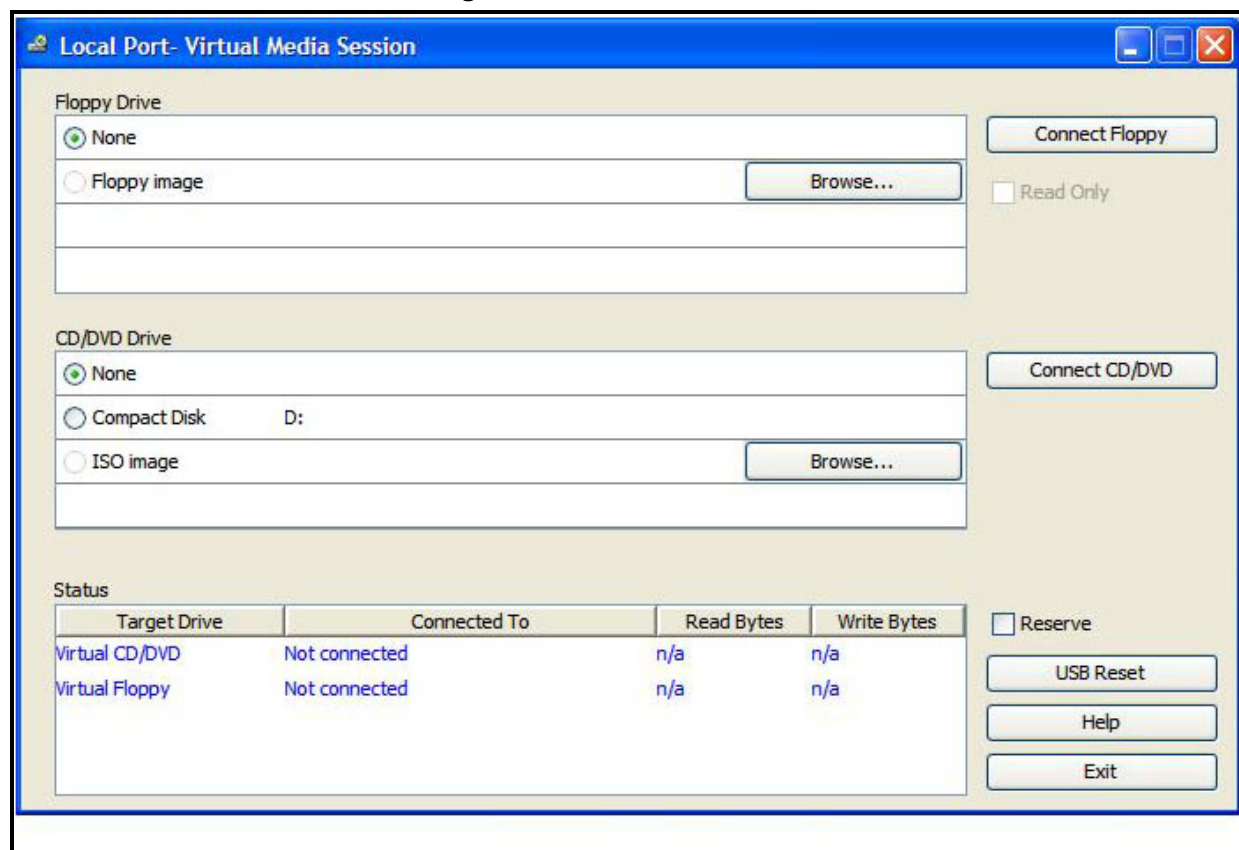 Local Port- Virtual Media Session
Floppy Drive
None
Connect Floppy
Floppy image Browse...
Read Only
CD/DVD Drive
None
Connect CD/DVD
Compact Disk D:
ISO image Browse...
Status
Target Drive Connected To Read Bytes Write Bytes
Reserve
Virtual CD/DVD Not connected n/a n/a
USB Reset
Virtual Floppy Not connected n/a n/a
Help
Exit